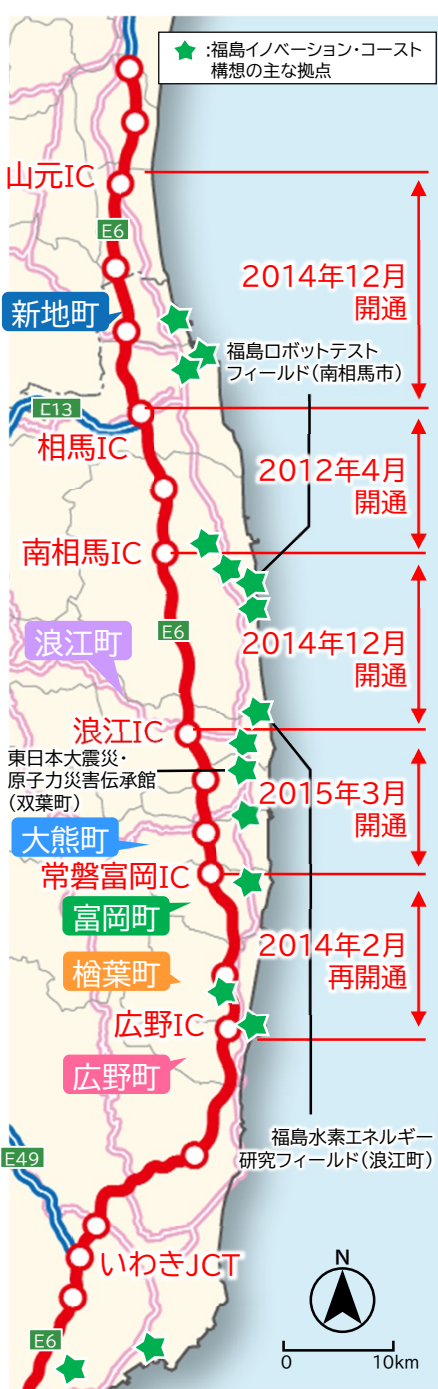 ★:福島イノベーション・コースト
構想の主な拠点
山元IC
E6
2014年12月
開通
新地町
福島ロボットテスト
フィールド(南相馬市)
E13
相馬IC
2012年4月
開通
南相馬IC
E6
2014年12月
開通
浪江町
浪江IC
東日本大震災・
原子力災害伝承館
(双葉町)
2015年3月
開通
大熊町
常磐富岡IC
富岡町
2014年2月
再開通
楢葉町
広野IC
広野町
福島水素エネルギー
研究フィールド(浪江町)
E49
いわきJCT
N
E6
0 10km